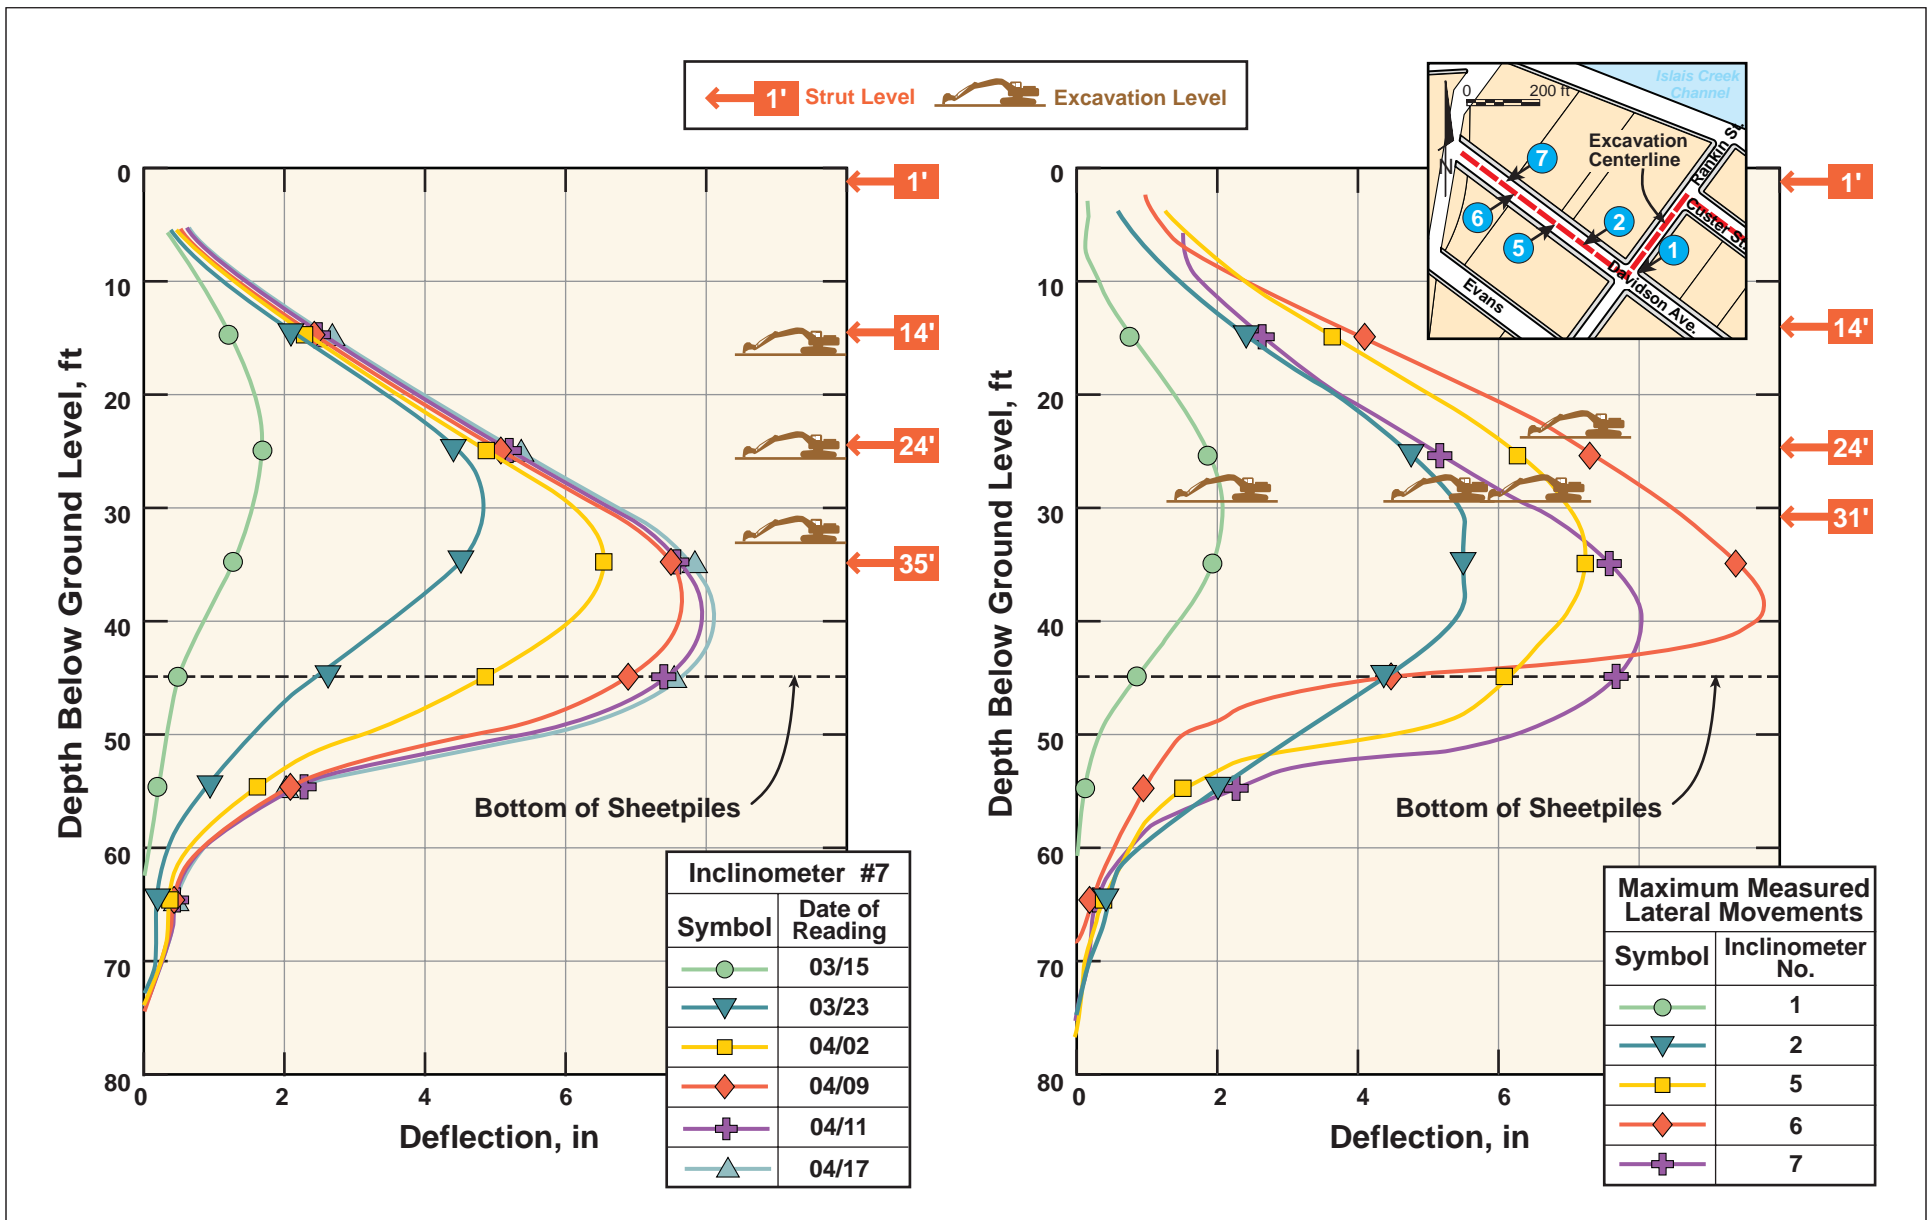 1' Strut Level Excavation Level
Islais Creek
Channel
0 200 ft
Excavation
Centerline
Rankin St.
Custer St.
Davidson Ave.
Evans
N
7
6
2
5
1
Depth Below Ground Level, ft
0
10
20
30
40
50
60
70
80
0 2 4 6
Deflection, in
1'
14'
24'
35'
Bottom of Sheetpiles
Inclinometer #7
Symbol
Date of
Reading
03/15
03/23
04/02
04/09
04/11
04/17
Depth Below Ground Level, ft
0
10
20
30
40
50
60
70
80
0 2 4 6
Deflection, in
1'
14'
24'
31'
Bottom of Sheetpiles
Maximum Measured
Lateral Movements
Symbol
Inclinometer
No.
1
2
5
6
7